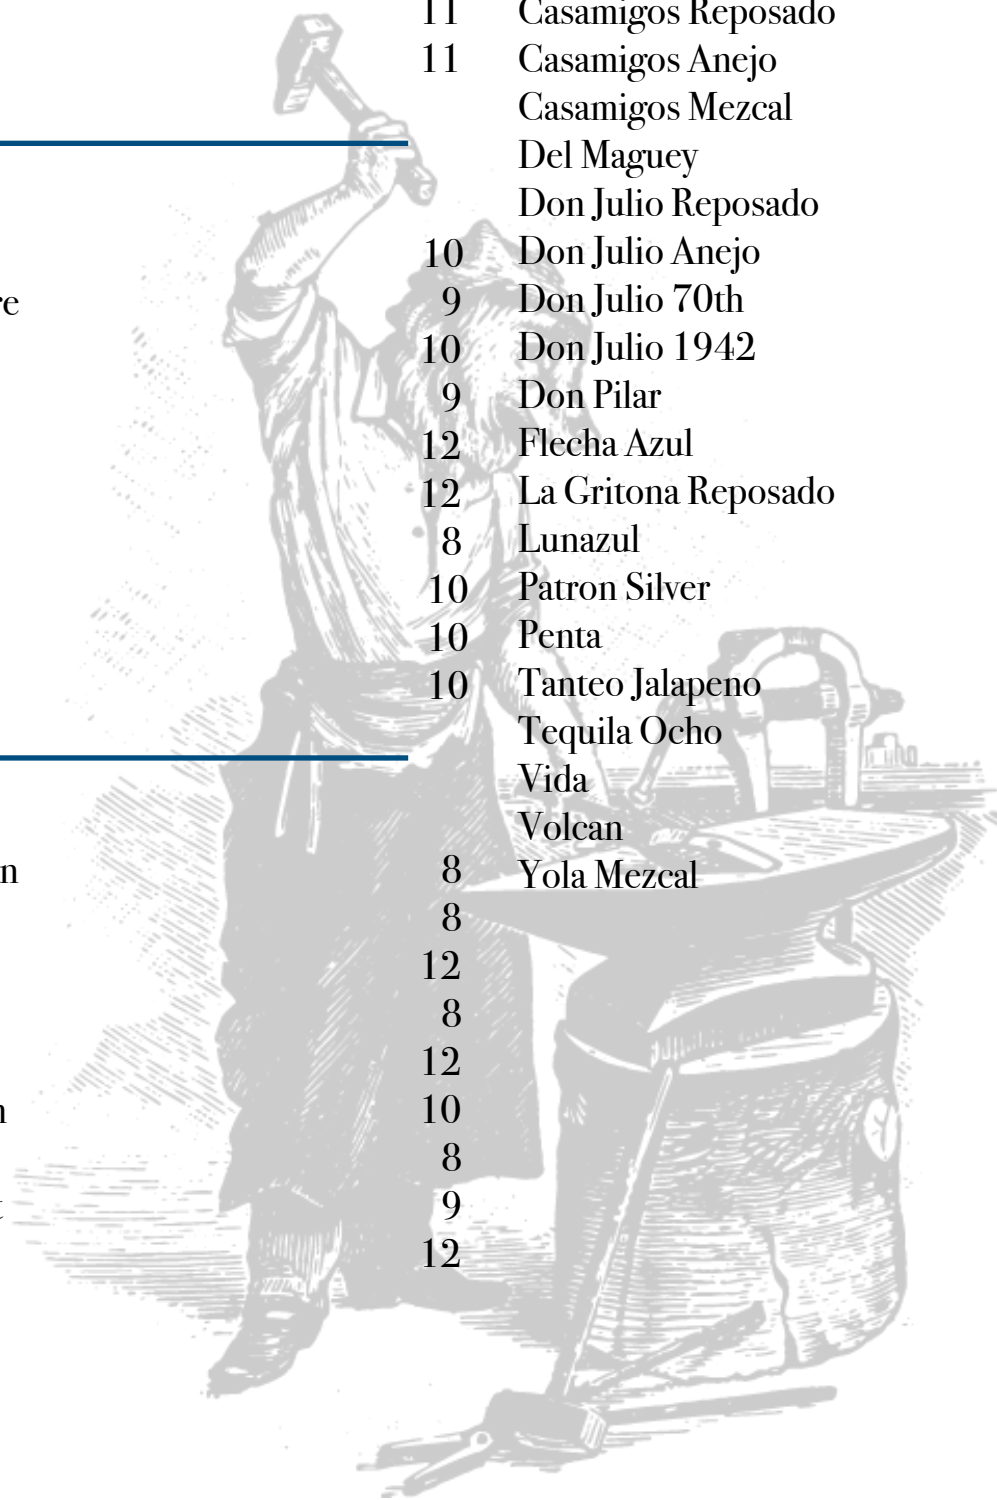 11
11
10
re
9
10
9
12
12
8
10
10
10
n
8
8
12
8
12
10
8
9
12
Casamigos Reposado
Casamigos Anejo
Casamigos Mezcal
Del Maguey
Don Julio Reposado
Don Julio Anejo
Don Julio 70th
Don Julio 1942
Don Pilar
Flecha Azul
La Gritona Reposado
Lunazul
Patron Silver
Penta
Tanteo Jalapeno
Tequila Ocho
Vida
Volcan
Yola Mezcal